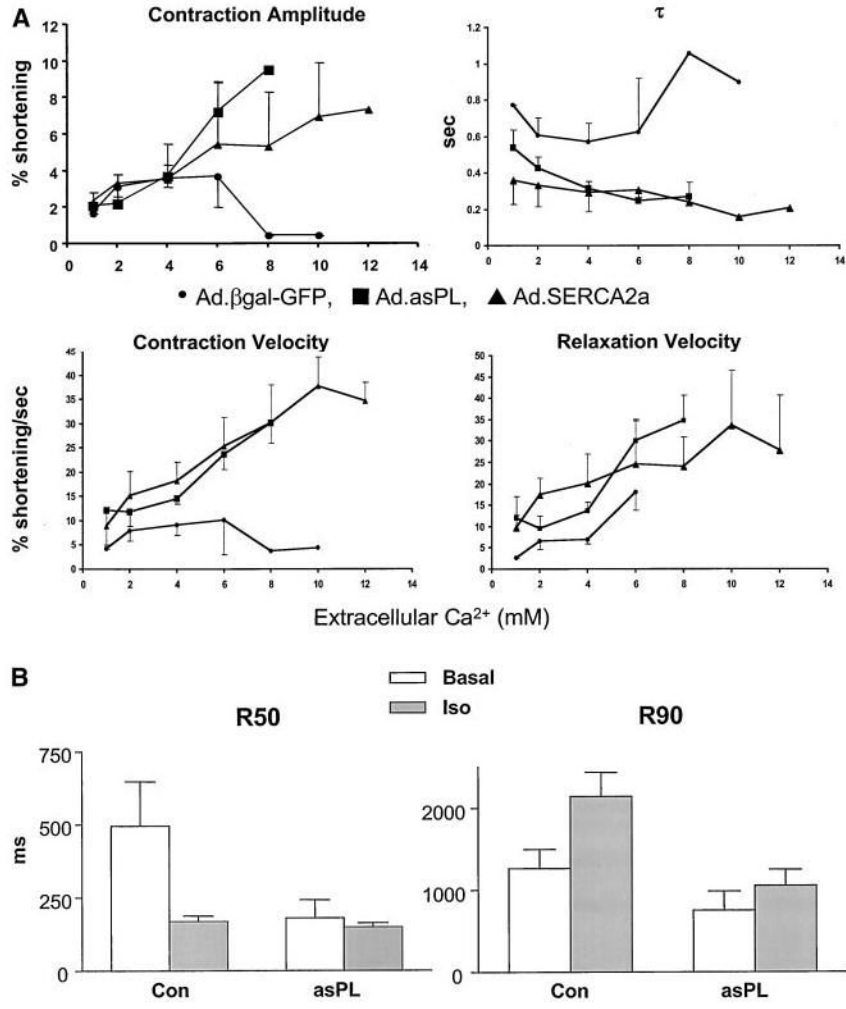 A
Contraction Amplitude
τ
% shortening
12
10
8
6
4
2
0
0 2 4 6 8 10 12 14
sec
1.2
1
0.8
0.6
0.4
0.2
0
0 2 4 6 8 10 12 14
• Ad.βgal-GFP, ■ Ad.asPL, ▲ Ad.SERCA2a
Contraction Velocity
Relaxation Velocity
% shortening/sec
45
40
35
30
25
20
15
10
5
0
0 2 4 6 8 10 12 14
50
45
40
35
30
25
20
15
10
5
0
0 2 4 6 8 10 12 14
Extracellular Ca²⁺ (mM)
B
Basal
Iso
R50
R90
ms
750
500
250
0
Con asPL
2000
1000
0
Con asPL